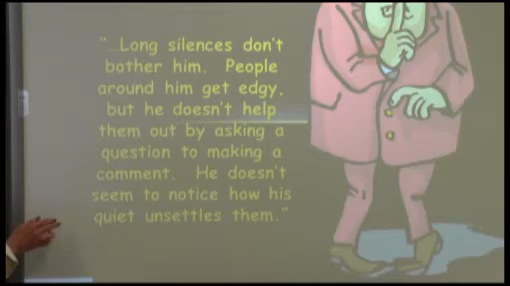 "...Long silences don't
bother him. People
around him get edgy,
but he doesn't help
them out by asking a
question to making a
comment. He doesn't
seem to notice how his
quiet unsettles them."